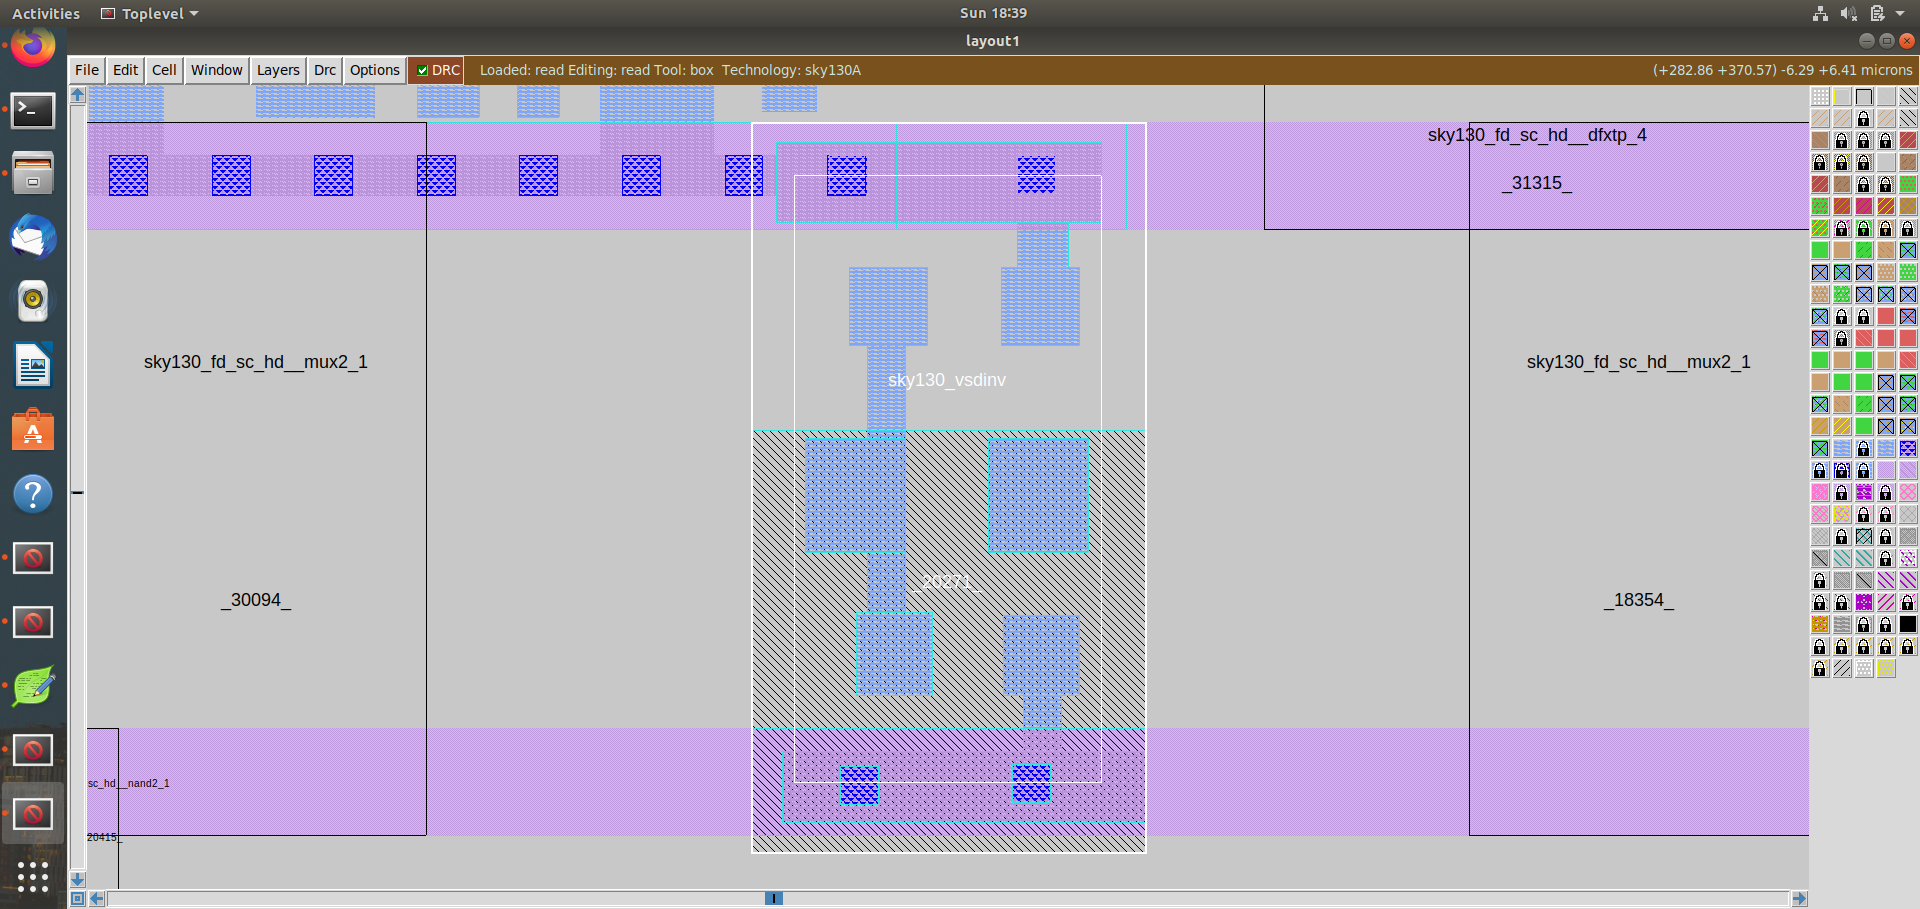 Activities Toplevel Sun 18:39
layout1
File Edit Cell Window Layers Drc Options DRC Loaded: read Editing: read Tool: box Technology: sky130A (+282.86 +370.57) -6.29 +6.41 microns
sky130_fd_sc_hd__dfxtp_4
_31315_
sky130_fd_sc_hd__mux2_1
sky130_vsdinv
sky130_fd_sc_hd__mux2_1
_20271_
_30094_
_18354_
sc_hd__nand2_1
20415_